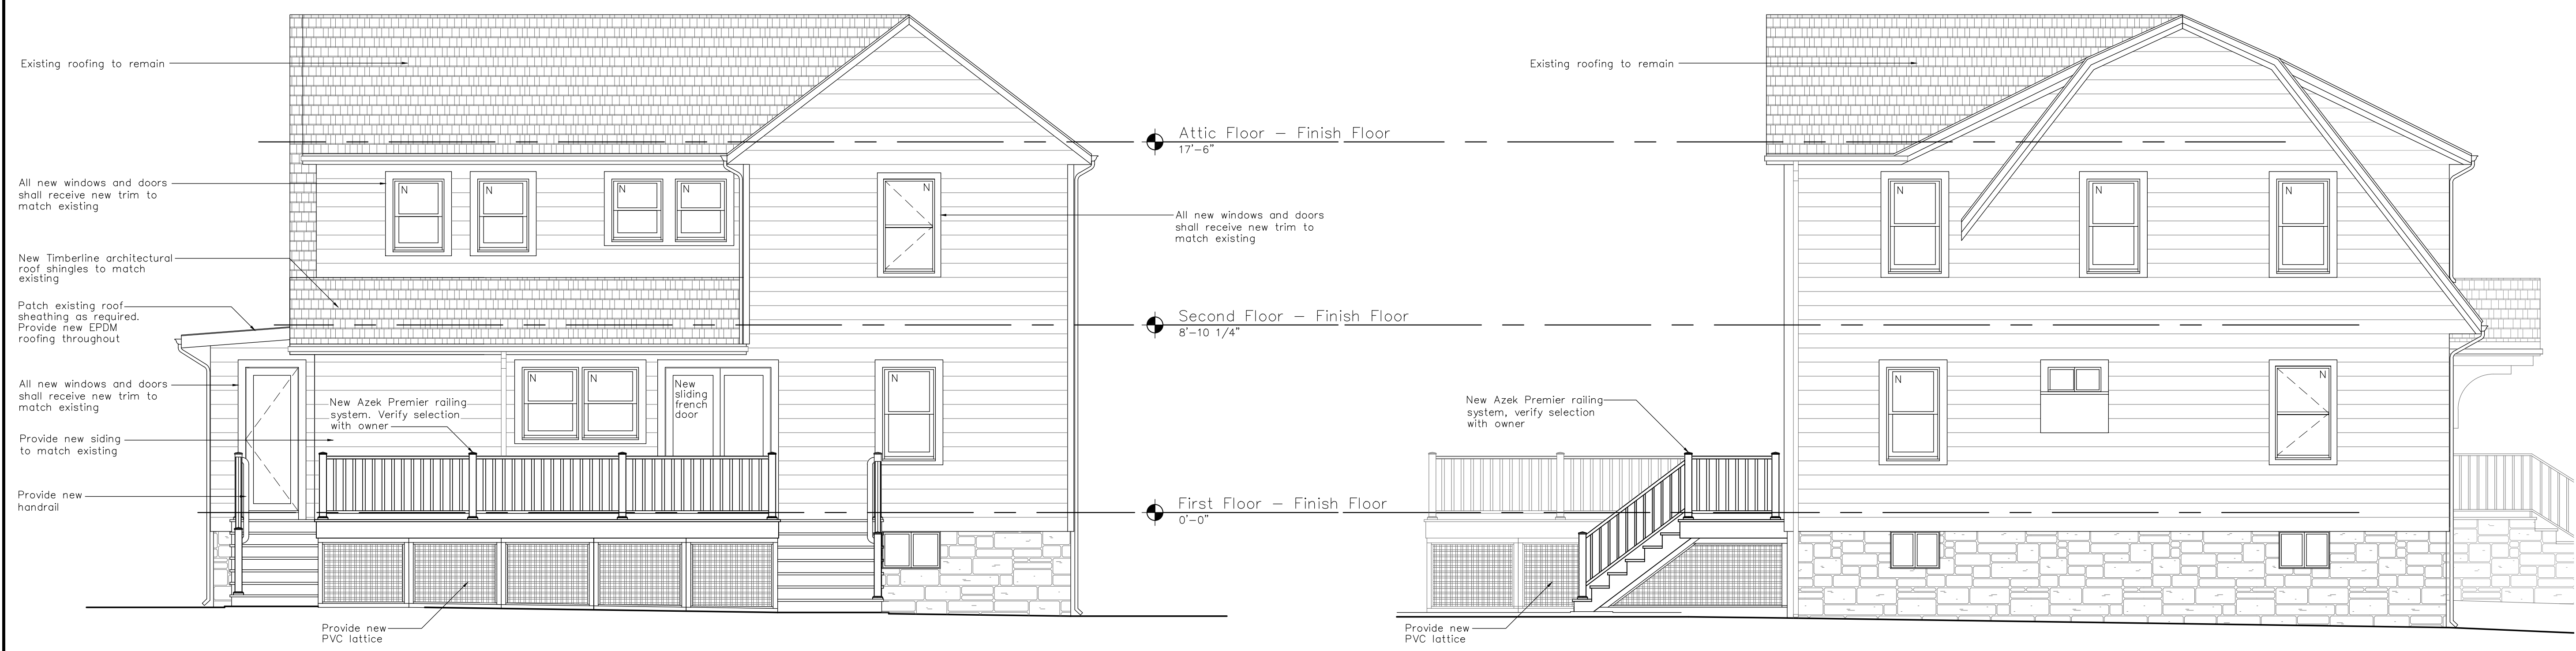 Existing roofing to remain
All new windows and doors
shall receive new trim to
match existing
New Timberline architectural
roof shingles to match
existing
Patch existing roof
sheathing as required.
Provide new EPDM
roofing throughout
All new windows and doors
shall receive new trim to
match existing
Provide new siding
to match existing
Provide new
handrail
N
N
N
N
N
N
N
N
New
sliding
french
door
New Azek Premier railing
system. Verify selection
with owner
Provide new
PVC lattice
All new windows and doors
shall receive new trim to
match existing
Attic Floor – Finish Floor
17'-6"
Second Floor – Finish Floor
8'-10 1/4"
First Floor – Finish Floor
0'-0"
Existing roofing to remain
N
N
N
N
N
New Azek Premier railing
system, verify selection
with owner
Provide new
PVC lattice